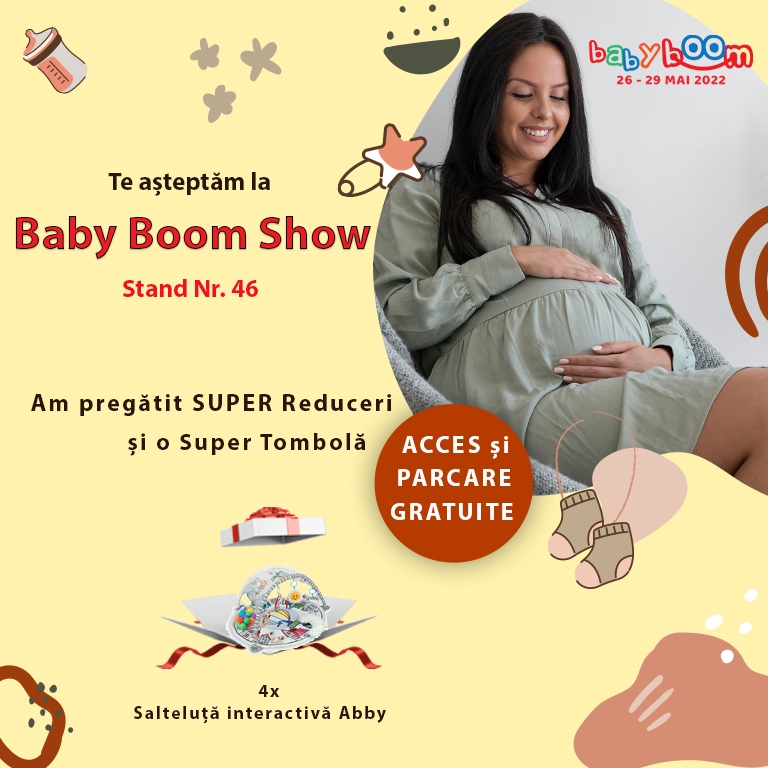 babyboom
26 - 29 MAI 2022
Te așteptăm la
Baby Boom Show
Stand Nr. 46
Am pregătit SUPER Reduceri
și o Super Tombolă
ACCES și
PARCARE
GRATUITE
4x
Salteluță interactivă Abby